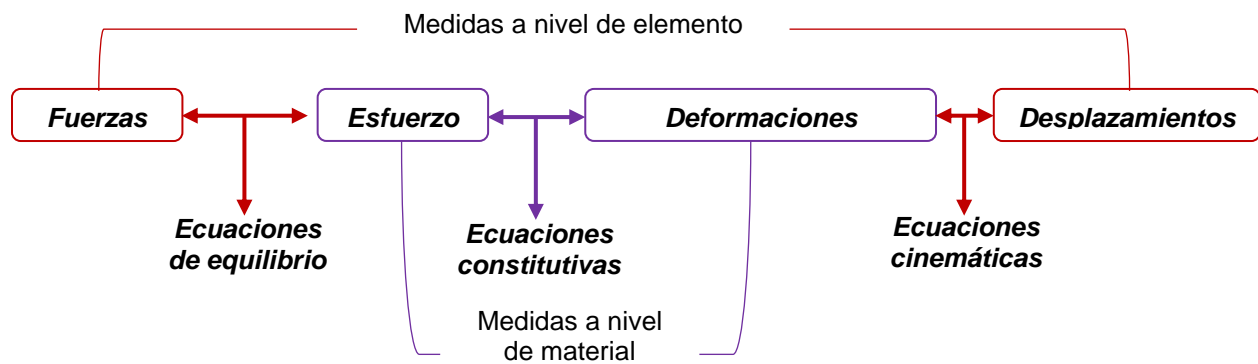 Medidas a nivel de elemento
Fuerzas
Esfuerzo
Deformaciones
Desplazamientos
Ecuaciones
de equilibrio
Ecuaciones
constitutivas
Ecuaciones
cinemáticas
Medidas a nivel
de material